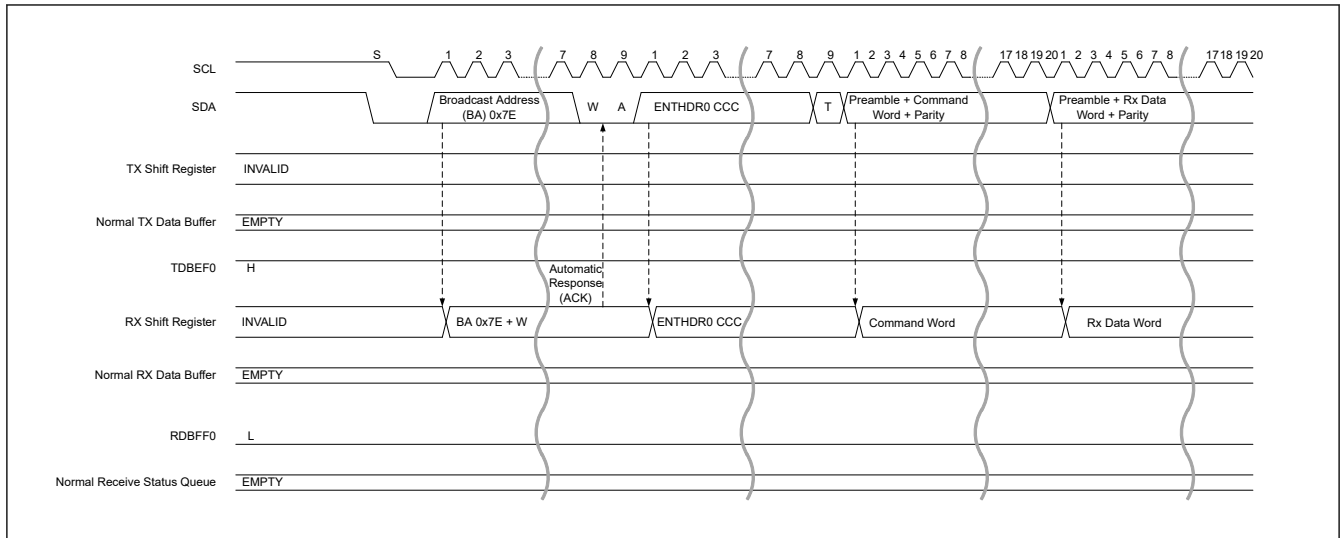 S 1 2 3 7 8 9 1 2 3 7 8 9 1 2 3 4 5 6 7 8 17 18 19 20 1 2 3 4 5 6 7 8 17 18 19 20
SCL
SDA
Broadcast Address
(BA) 0x7E
W A
ENTHDR0 CCC
T
Preamble + Command
Word + Parity
Preamble + Rx Data
Word + Parity
TX Shift Register INVALID
Normal TX Data Buffer EMPTY
TDBEF0 H
Automatic
Response
(ACK)
RX Shift Register INVALID BA 0x7E + W ENTHDR0 CCC Command Word Rx Data Word
Normal RX Data Buffer EMPTY
RDBFF0 L
Normal Receive Status Queue EMPTY